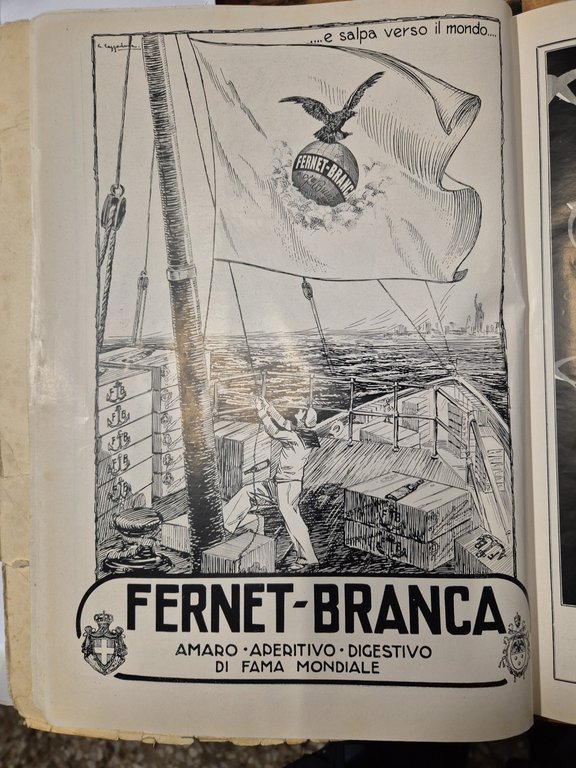 ....e salpa verso il mondo....
FERNET-BRANCA
FERNET-BRANCA
AMARO · APERITIVO · DIGESTIVO
DI FAMA MONDIALE